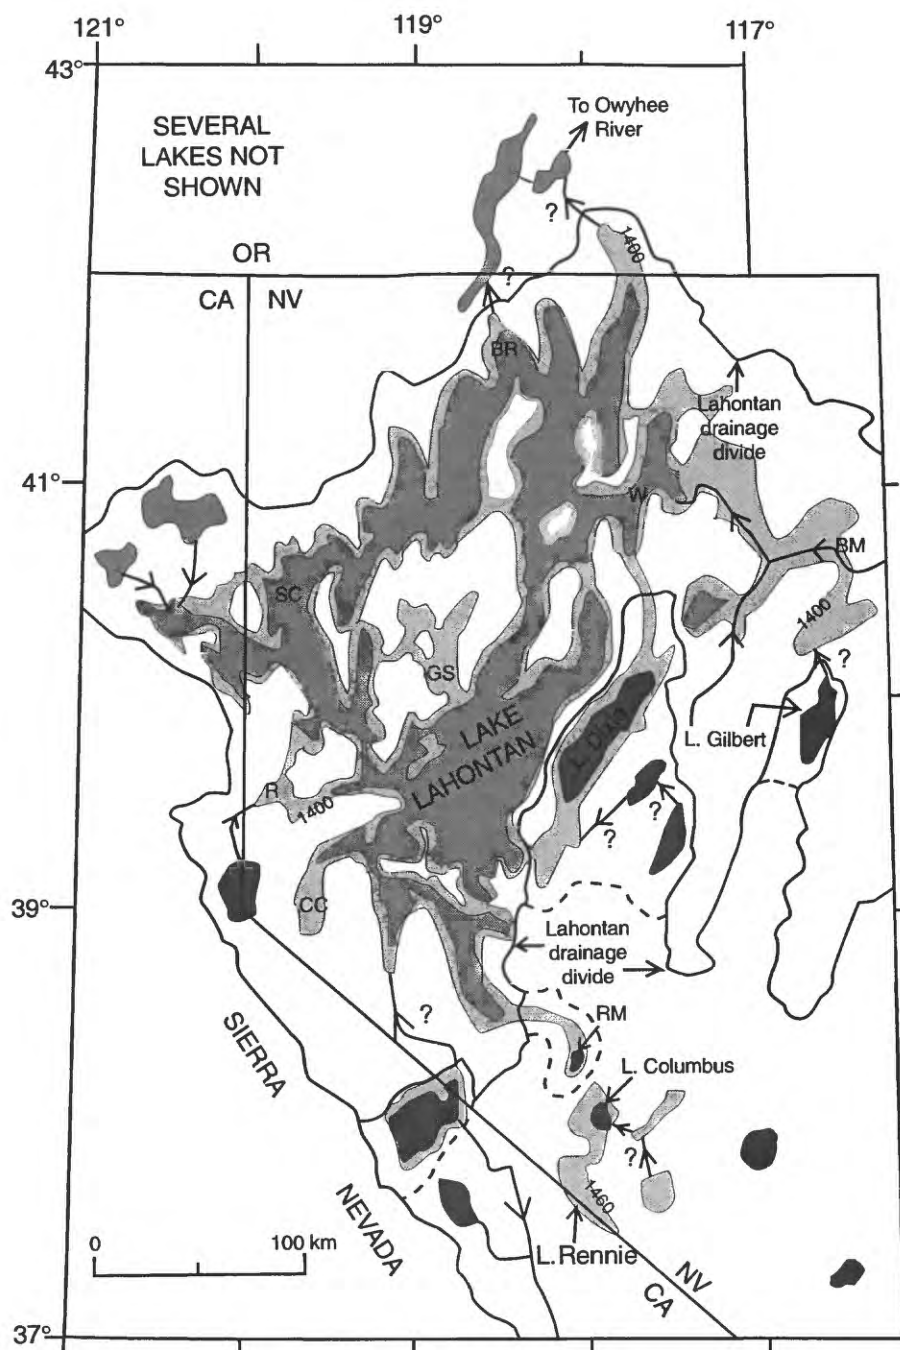 121°
119°
117°
43°
To Owyhee
River
SEVERAL
LAKES NOT
SHOWN
?
1400
OR
?
CA
NV
BR
Lahontan
drainage
divide
41°
W
BM
SC
1400
GS
?
LAKE
LAHONTAN
L. DIXIE
L. Gilbert
R
1400
?
?
39°
CC
Lahontan
drainage
divide
?
RM
SIERRA
L. Columbus
?
NEVADA
1460
0
100 km
L. Rennie
NV
CA
37°